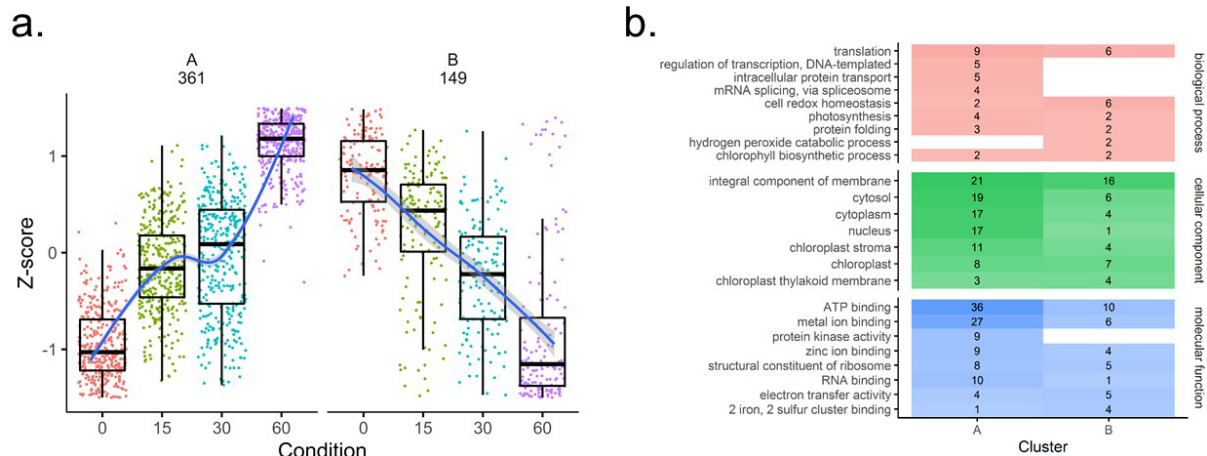 a.
A
361
B
149
Z-score
1
0
-1
0
15
30
60
0
15
30
60
Condition
b.
translation 9 6
regulation of transcription, DNA-templated 5
intracellular protein transport 5
mRNA splicing, via spliceosome 4
cell redox homeostasis 2 6
photosynthesis 4 2
protein folding 3 2
hydrogen peroxide catabolic process 2
chlorophyll biosynthetic process 2 2
biological process
integral component of membrane 21 16
cytosol 19 6
cytoplasm 17 4
nucleus 17 1
chloroplast stroma 11 4
chloroplast 8 7
chloroplast thylakoid membrane 3 4
cellular component
ATP binding 36 10
metal ion binding 27 6
protein kinase activity 9
zinc ion binding 9 4
structural constituent of ribosome 8 5
RNA binding 10 1
electron transfer activity 4 5
2 iron, 2 sulfur cluster binding 1 4
molecular function
A B
Cluster